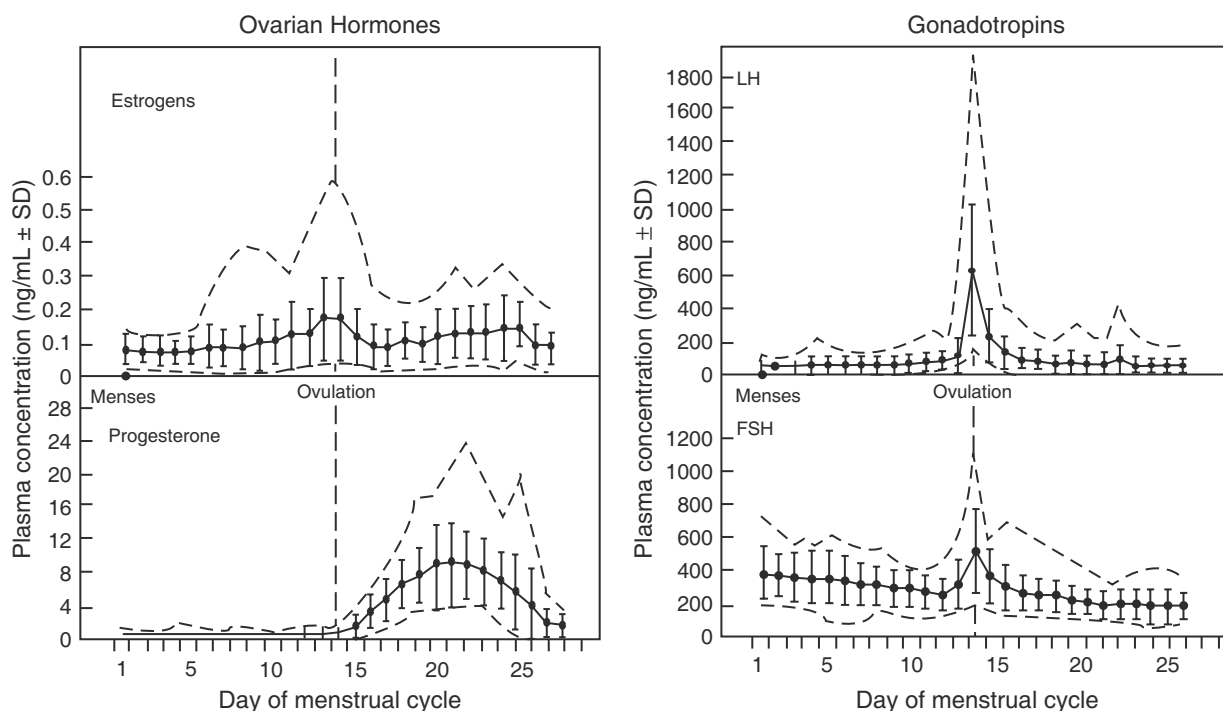 Ovarian Hormones
Plasma concentration (ng/mL ± SD)
Estrogens
0.6
0.5
0.4
0.3
0.2
0.1
0
Menses
Ovulation
Progesterone
28
24
20
16
12
8
4
0
1 5 10 15 20 25
Day of menstrual cycle
Gonadotropins
Plasma concentration (ng/mL ± SD)
LH
1800
1600
1400
1200
1000
800
600
400
200
0
Menses
Ovulation
FSH
1200
1000
800
600
400
200
0
1 5 10 15 20 25
Day of menstrual cycle